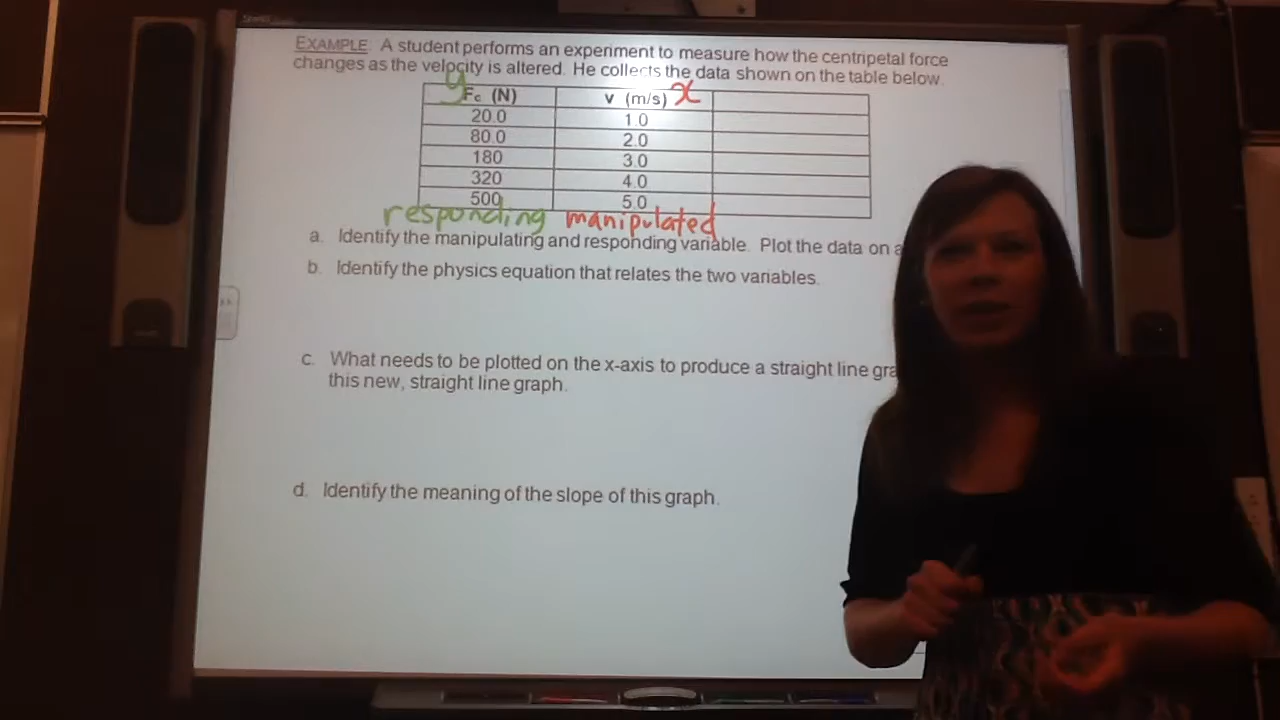 EXAMPLE: A student performs an experiment to measure how the centripetal force
changes as the velocity is altered. He collects the data shown on the table below.
y Fc (N) v (m/s) x
20.0 1.0
80.0 2.0
180 3.0
320 4.0
500 5.0
responding manipulated
a. Identify the manipulating and responding variable. Plot the data on a
b. Identify the physics equation that relates the two variables.
c. What needs to be plotted on the x-axis to produce a straight line gra
this new, straight line graph.
d. Identify the meaning of the slope of this graph.